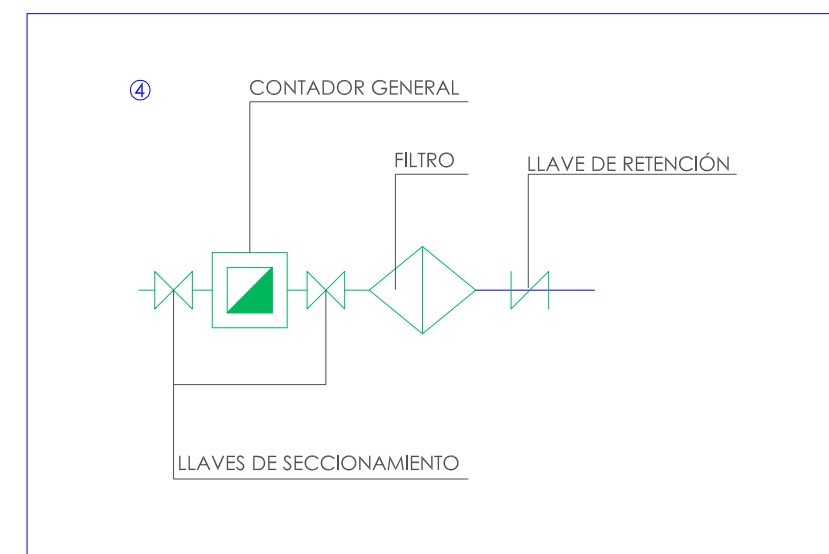 ④
CONTADOR GENERAL
FILTRO
LLAVE DE RETENCIÓN
LLAVES DE SECCIONAMIENTO